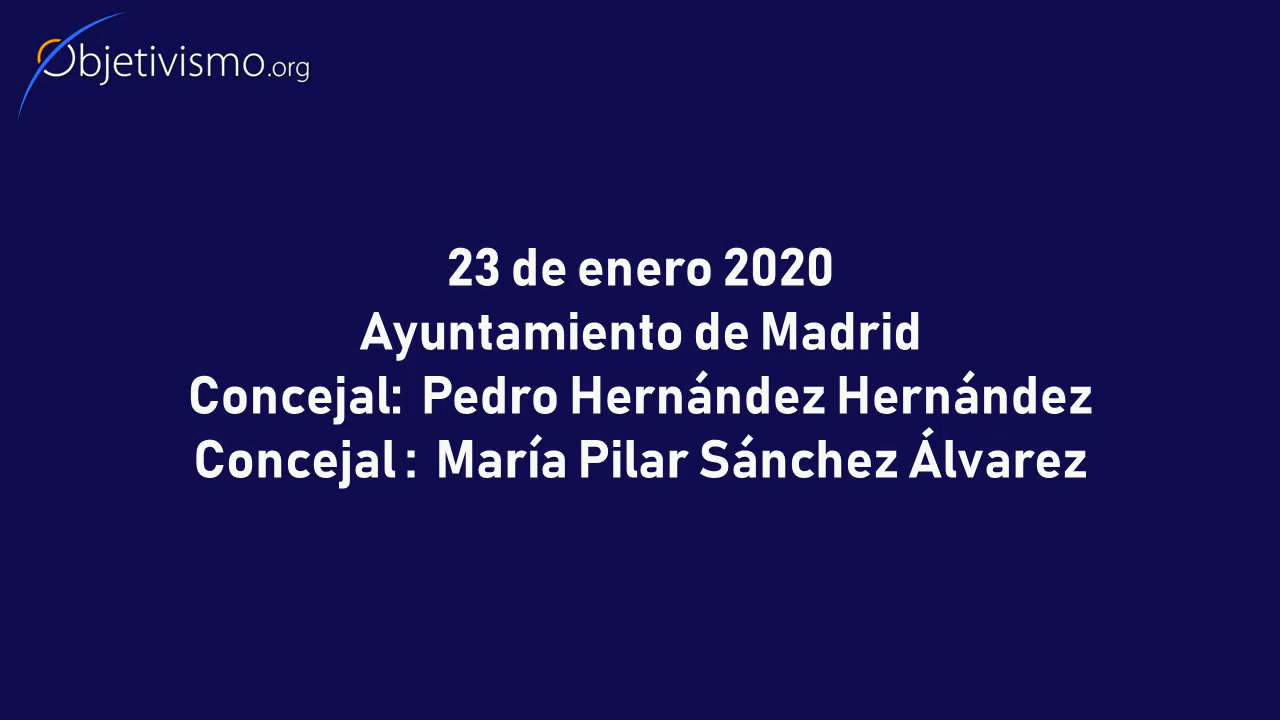 Objetivismo.org
23 de enero 2020
Ayuntamiento de Madrid
Concejal: Pedro Hernández Hernández
Concejal : María Pilar Sánchez Álvarez